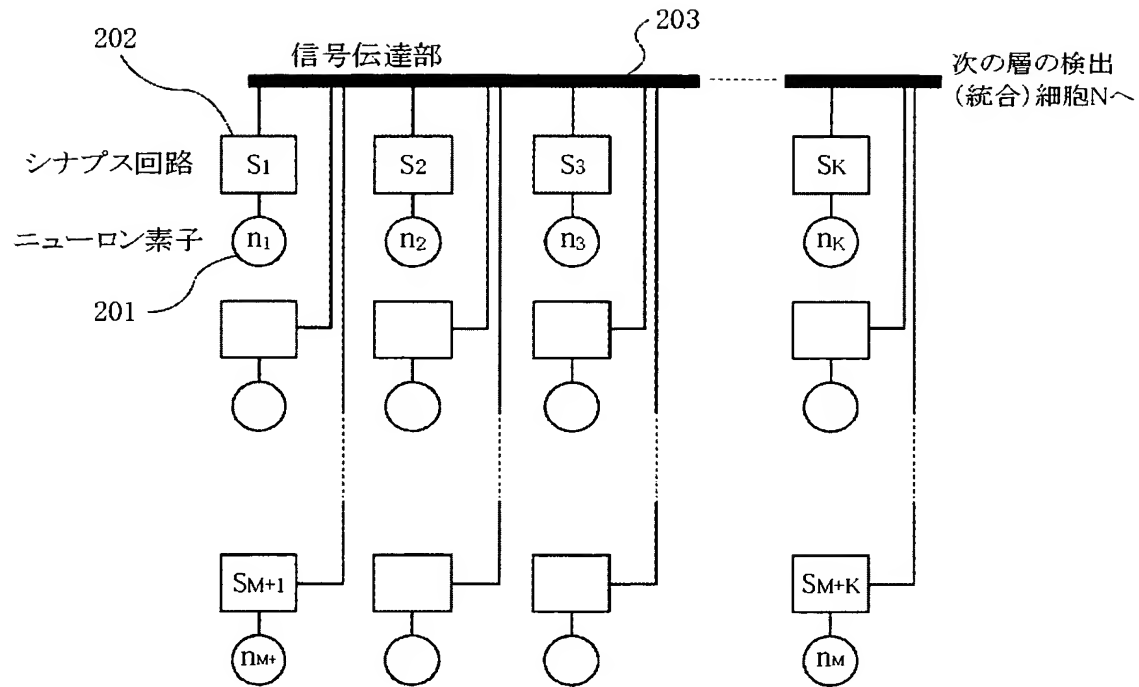 203
202
信号伝達部
次の層の検出
(統合)細胞Nへ
シナプス回路
S1
S2
S3
SK
ニューロン素子
n1
n2
n3
nK
201
SM+1
SM+K
nM+
nM